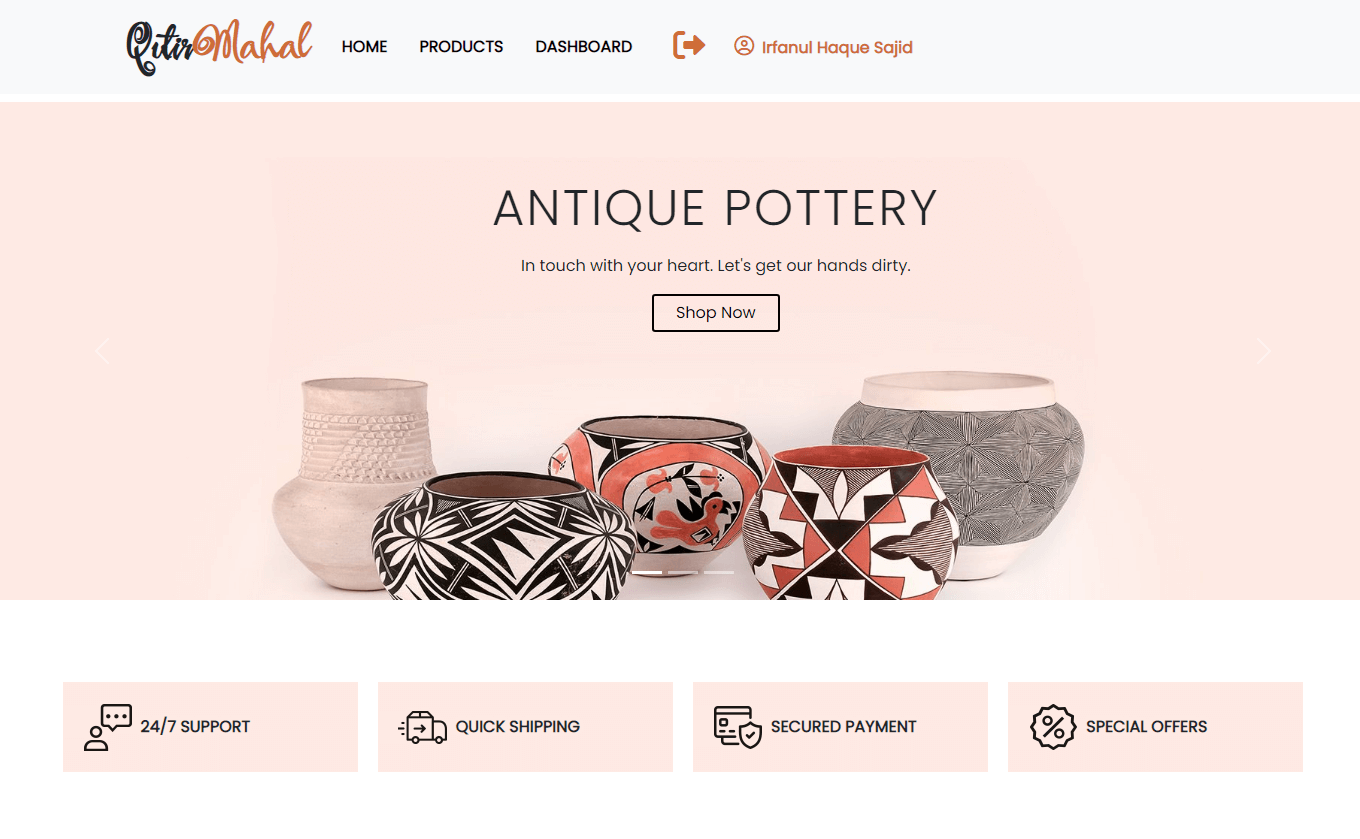 QitirMahal
HOME PRODUCTS DASHBOARD Irfanul Haque Sajid
ANTIQUE POTTERY
In touch with your heart. Let's get our hands dirty.
Shop Now
24/7 SUPPORT QUICK SHIPPING SECURED PAYMENT SPECIAL OFFERS